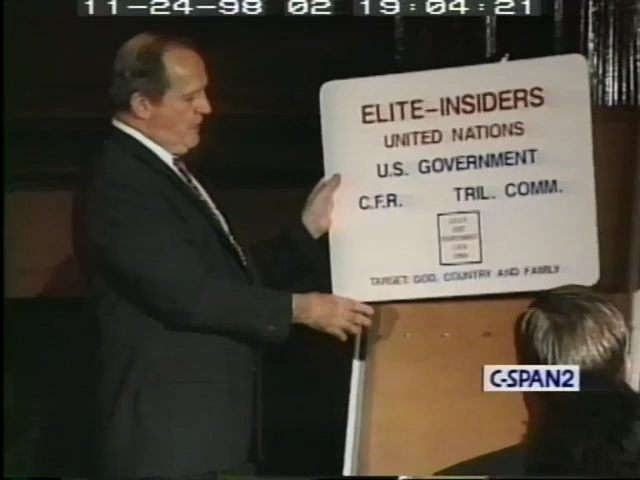 11-24-98 02 19:04:21
ELITE-INSIDERS
UNITED NATIONS
U.S. GOVERNMENT
C.F.R. TRIL. COMM.
TARGET: GOD, COUNTRY AND FAMILY
C-SPAN2